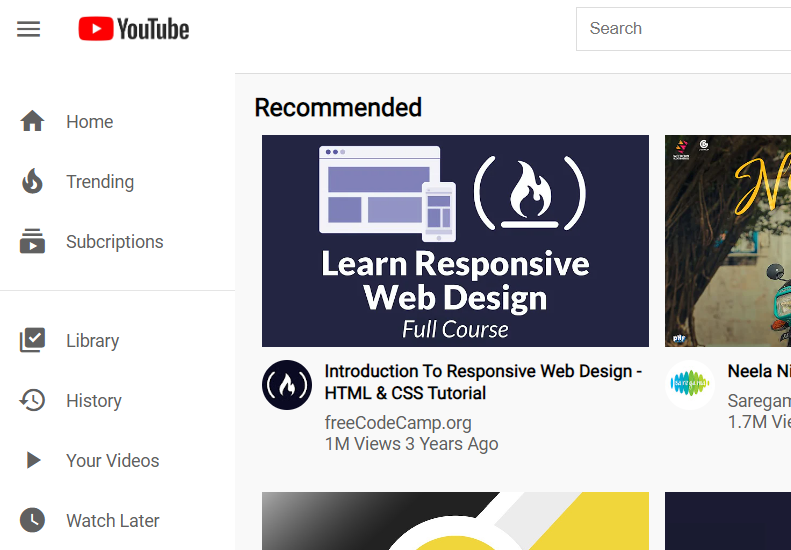 YouTube
Search
Home
Trending
Subcriptions
Library
History
Your Videos
Watch Later
Recommended
Learn Responsive
Web Design
Full Course
Introduction To Responsive Web Design -
HTML & CSS Tutorial
freeCodeCamp.org
1M Views 3 Years Ago
Neela Ni
Saregam
1.7M Vie